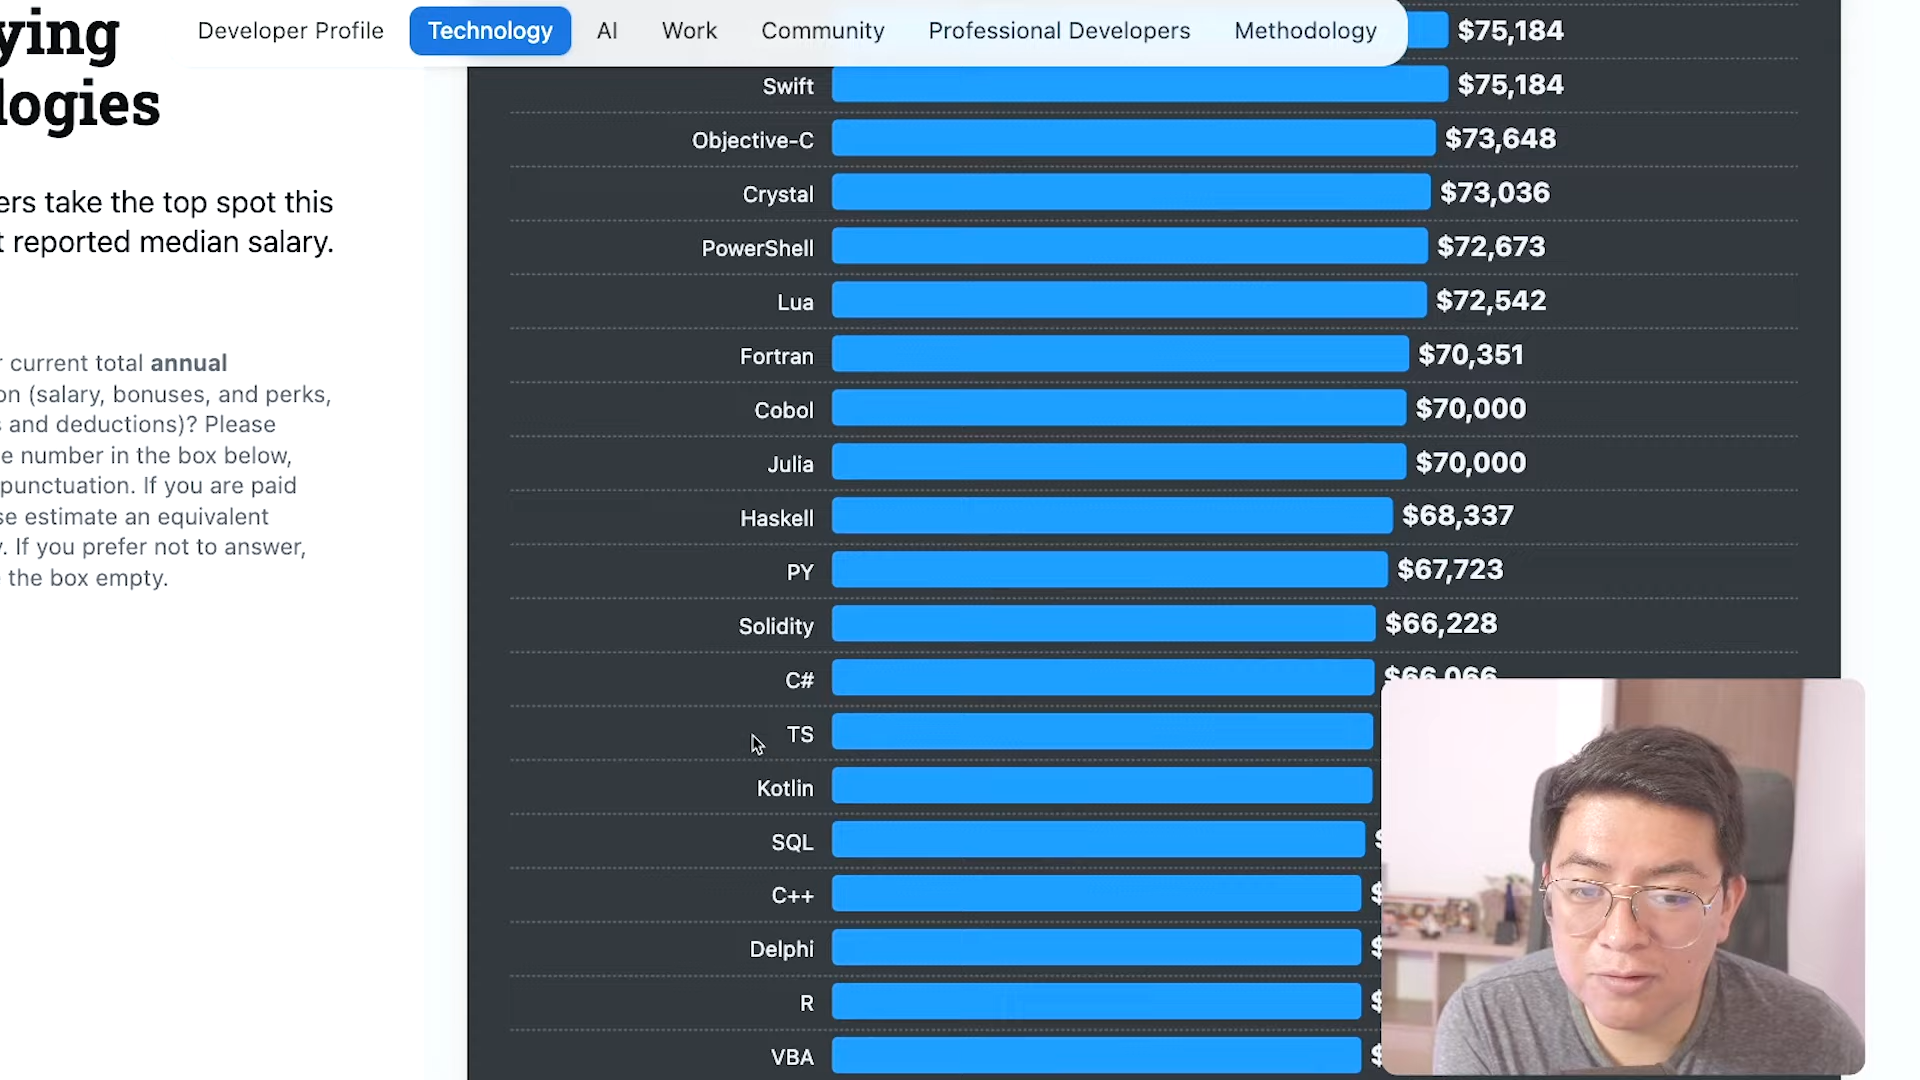 Developer Profile Technology AI Work Community Professional Developers Methodology
ying
logies
ers take the top spot this
t reported median salary.
r current total annual
on (salary, bonuses, and perks,
s and deductions)? Please
e number in the box below,
punctuation. If you are paid
se estimate an equivalent
y. If you prefer not to answer,
e the box empty.
$75,184
Swift $75,184
Objective-C $73,648
Crystal $73,036
PowerShell $72,673
Lua $72,542
Fortran $70,351
Cobol $70,000
Julia $70,000
Haskell $68,337
PY $67,723
Solidity $66,228
C# $66,066
TS
Kotlin
SQL $
C++ $
Delphi $
R $
VBA $